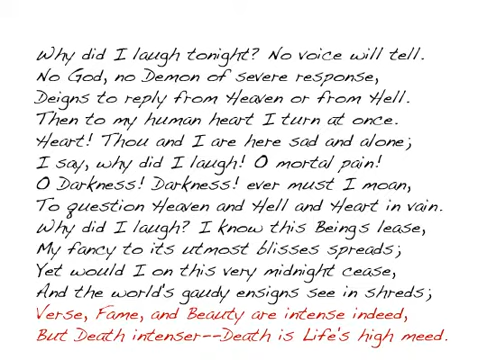 Why did I laugh tonight? No voice will tell.
No God, no Demon of severe response,
Deigns to reply from Heaven or from Hell.
Then to my human heart I turn at once.
Heart! Thou and I are here sad and alone;
I say, why did I laugh! O mortal pain!
O Darkness! Darkness! ever must I moan,
To question Heaven and Hell and Heart in vain.
Why did I laugh? I know this Beings lease,
My fancy to its utmost blisses spreads;
Yet would I on this very midnight cease,
And the world's gaudy ensigns see in shreds;
Verse, Fame, and Beauty are intense indeed,
But Death intenser--Death is Life's high meed.